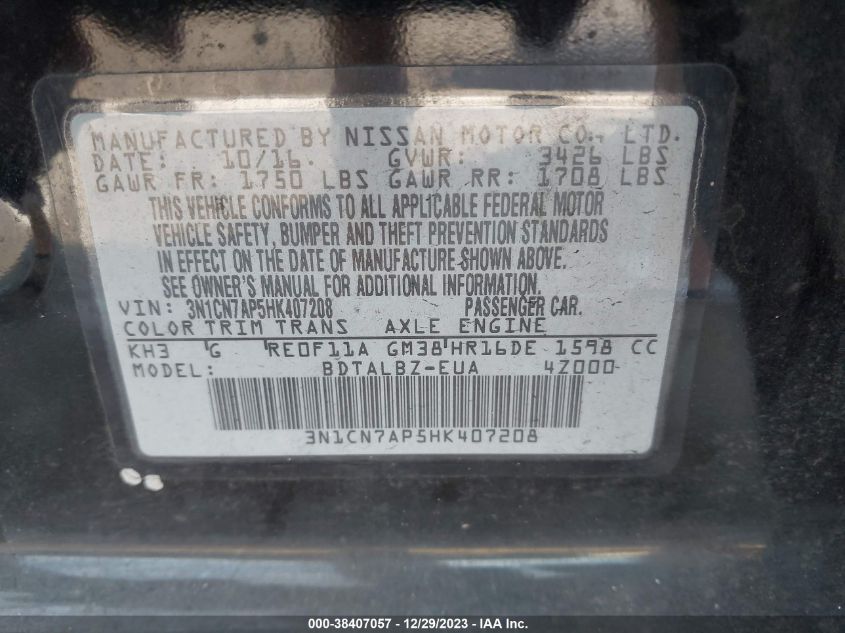 MANUFACTURED BY NISSAN MOTOR CO., LTD.
DATE: 10/16. GVWR: 3426 LBS
GAWR FR: 1750 LBS GAWR RR: 1708 LBS
THIS VEHICLE CONFORMS TO ALL APPLICABLE FEDERAL MOTOR
VEHICLE SAFETY, BUMPER AND THEFT PREVENTION STANDARDS
IN EFFECT ON THE DATE OF MANUFACTURE SHOWN ABOVE.
SEE OWNER'S MANUAL FOR ADDITIONAL INFORMATION.
VIN: 3N1CN7AP5HK407208 PASSENGER CAR.
COLOR TRIM TRANS AXLE ENGINE
KH3 G RE0F11A GM38 HR16DE 1598 CC
MODEL: BDTALBZ-EUA 4Z000
3N1CN7AP5HK407208
000-38407057 - 12/29/2023 - IAA Inc.